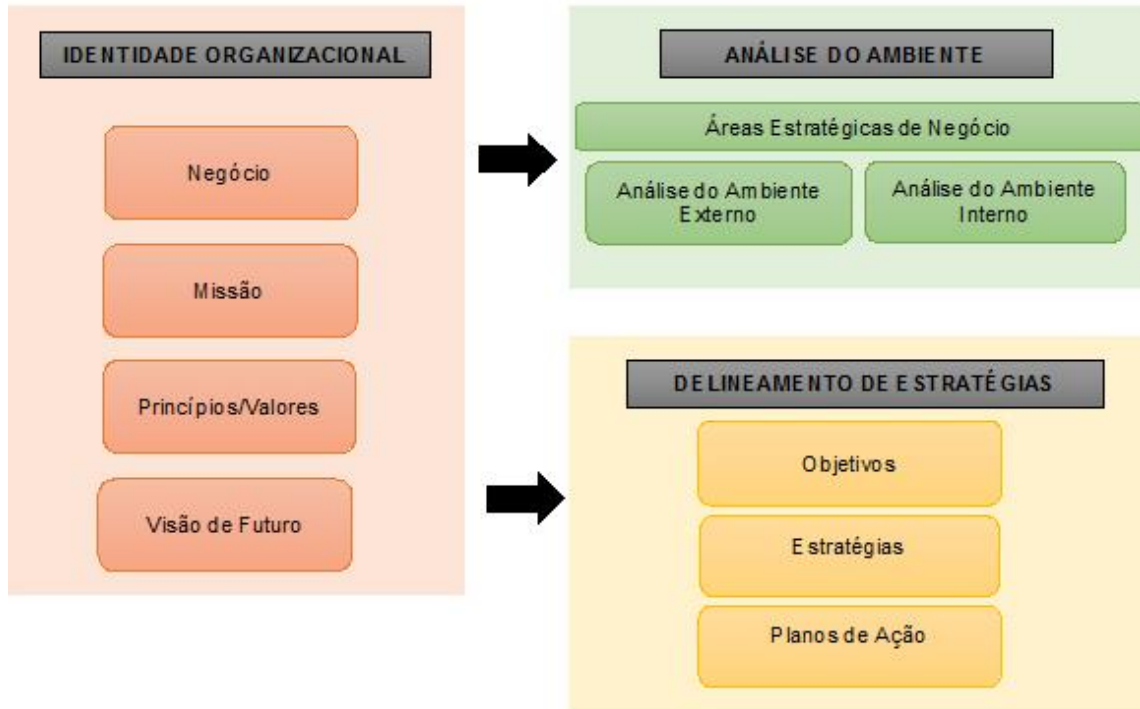 IDENTIDADE ORGANIZACIONAL
Negócio
Missão
Princípios/Valores
Visão de Futuro
ANÁLISE DO AMBIENTE
Áreas Estratégicas de Negócio
Análise do Ambiente
Externo
Análise do Ambiente
Interno
DELINEAMENTO DE ESTRATÉGIAS
Objetivos
Estratégias
Planos de Ação